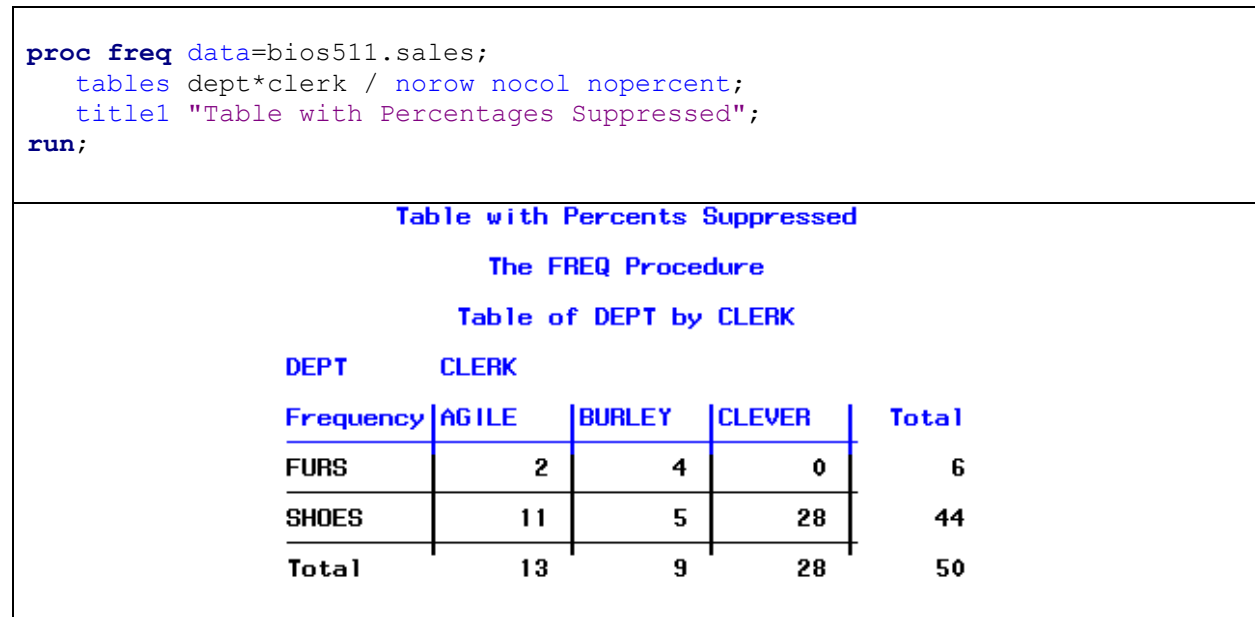 proc freq data=bios511.sales;
tables dept*clerk / norow nocol nopercent;
title1 "Table with Percentages Suppressed";
run;
Table with Percents Suppressed
The FREQ Procedure
Table of DEPT by CLERK
DEPT CLERK
Frequency AGILE BURLEY CLEVER Total
FURS 2 4 0 6
SHOES 11 5 28 44
Total 13 9 28 50